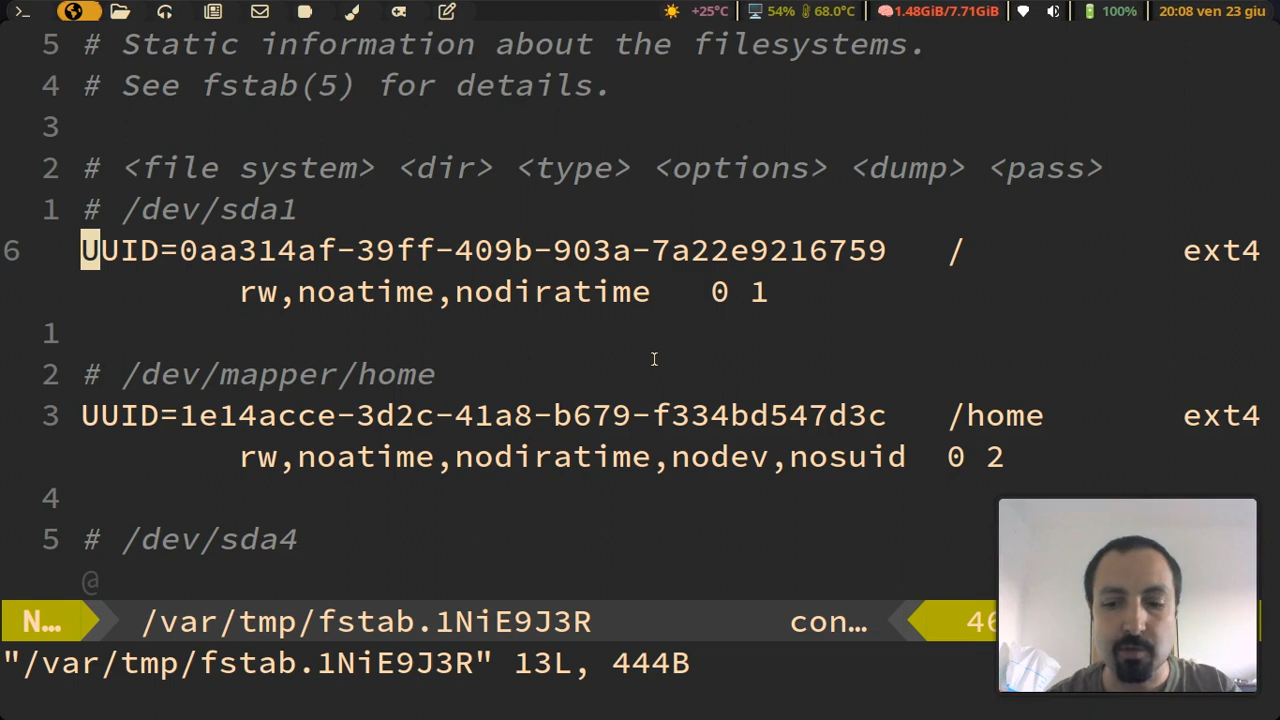 +25°C 54% 68.0°C 1.48GiB/7.71GiB 100% 20:08 ven 23 giu
5 # Static information about the filesystems.
4 # See fstab(5) for details.
3
2 # <file system> <dir> <type> <options> <dump> <pass>
1 # /dev/sda1
6 UUID=0aa314af-39ff-409b-903a-7a22e9216759 / ext4
rw,noatime,nodiratime 0 1
1
2 # /dev/mapper/home
3 UUID=1e14acce-3d2c-41a8-b679-f334bd547d3c /home ext4
rw,noatime,nodiratime,nodev,nosuid 0 2
4
5 # /dev/sda4
@
N… /var/tmp/fstab.1NiE9J3R con… 46
"/var/tmp/fstab.1NiE9J3R" 13L, 444B